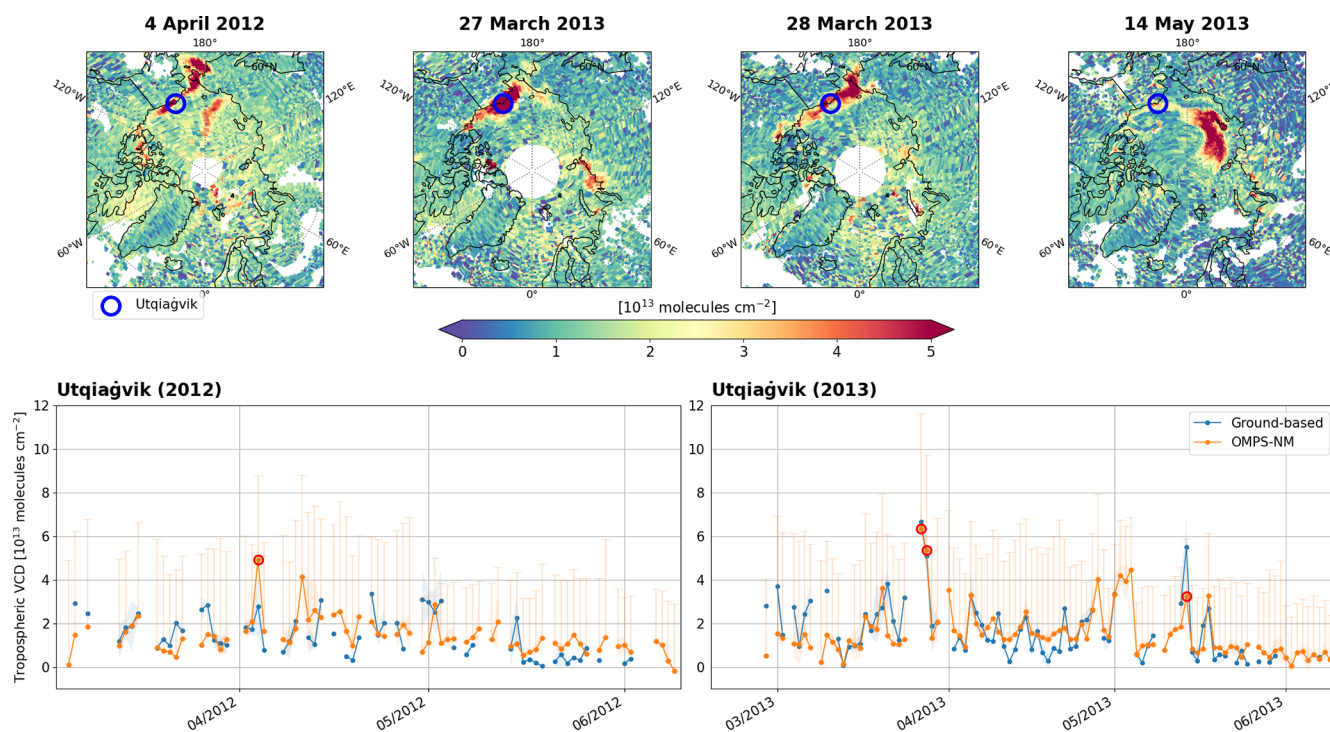 4 April 2012
27 March 2013
28 March 2013
14 May 2013
180°
180°
180°
180°
60°N
60°N
60°N
60°N
120°W
120°E
120°W
120°E
120°W
120°E
120°W
120°E
60°W
60°E
60°W
60°E
60°W
60°E
60°W
60°E
0°
0°
0°
0°
Utqiaġvik
[10¹³ molecules cm⁻²]
0 1 2 3 4 5
Utqiaġvik (2012)
Utqiaġvik (2013)
Tropospheric VCD [10¹³ molecules cm⁻²]
12
10
8
6
4
2
0
04/2012
05/2012
06/2012
12
10
8
6
4
2
0
03/2013
04/2013
05/2013
06/2013
Ground-based
OMPS-NM